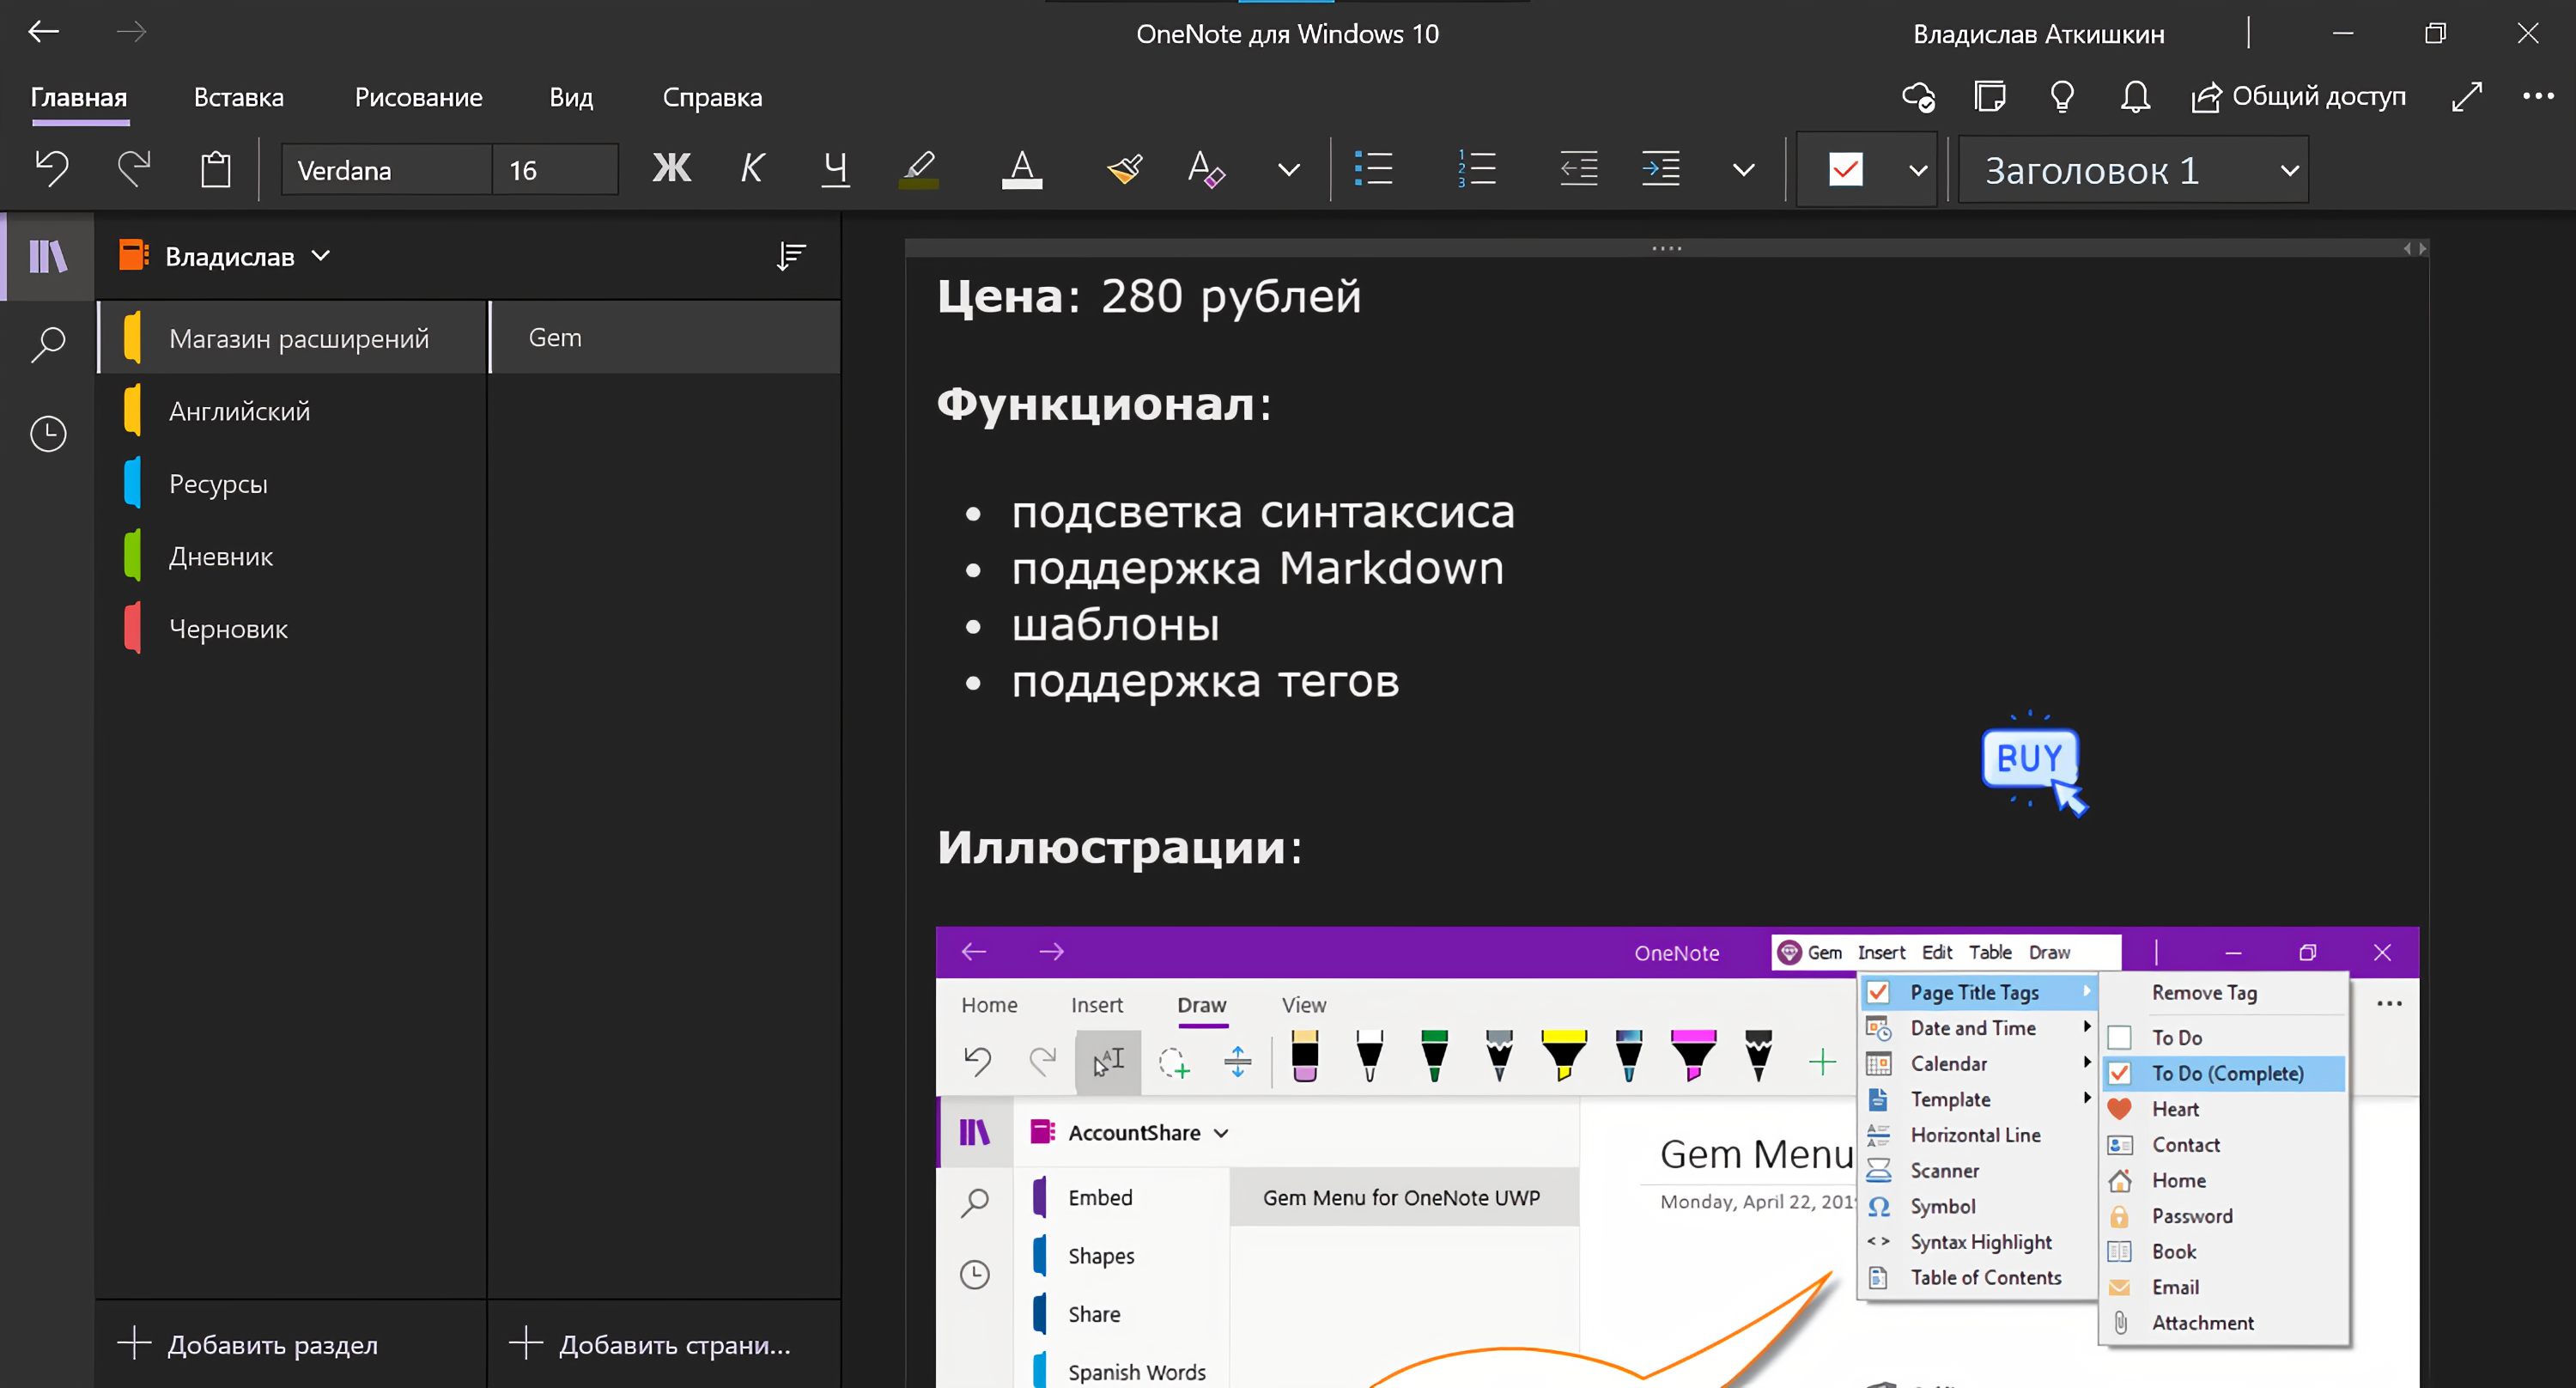 OneNote для Windows 10
Владислав Аткишкин
Главная
Вставка
Рисование
Вид
Справка
Общий доступ
Verdana
16
Ж
К
Ч
А
А
Заголовок 1
Владислав
Магазин расширений
Английский
Ресурсы
Дневник
Черновик
Gem
Добавить раздел
Добавить страни...
Цена: 280 рублей
Функционал:
• подсветка синтаксиса
• поддержка Markdown
• шаблоны
• поддержка тегов
BUY
Иллюстрации:
OneNote
Gem Insert Edit Table Draw
Home
Insert
Draw
View
AccountShare
Embed
Shapes
Share
Spanish Words
Gem Menu for OneNote UWP
Gem Menu
Monday, April 22, 201
Page Title Tags
Date and Time
Calendar
Template
Horizontal Line
Scanner
Symbol
Syntax Highlight
Table of Contents
Remove Tag
To Do
To Do (Complete)
Heart
Contact
Home
Password
Book
Email
Attachment